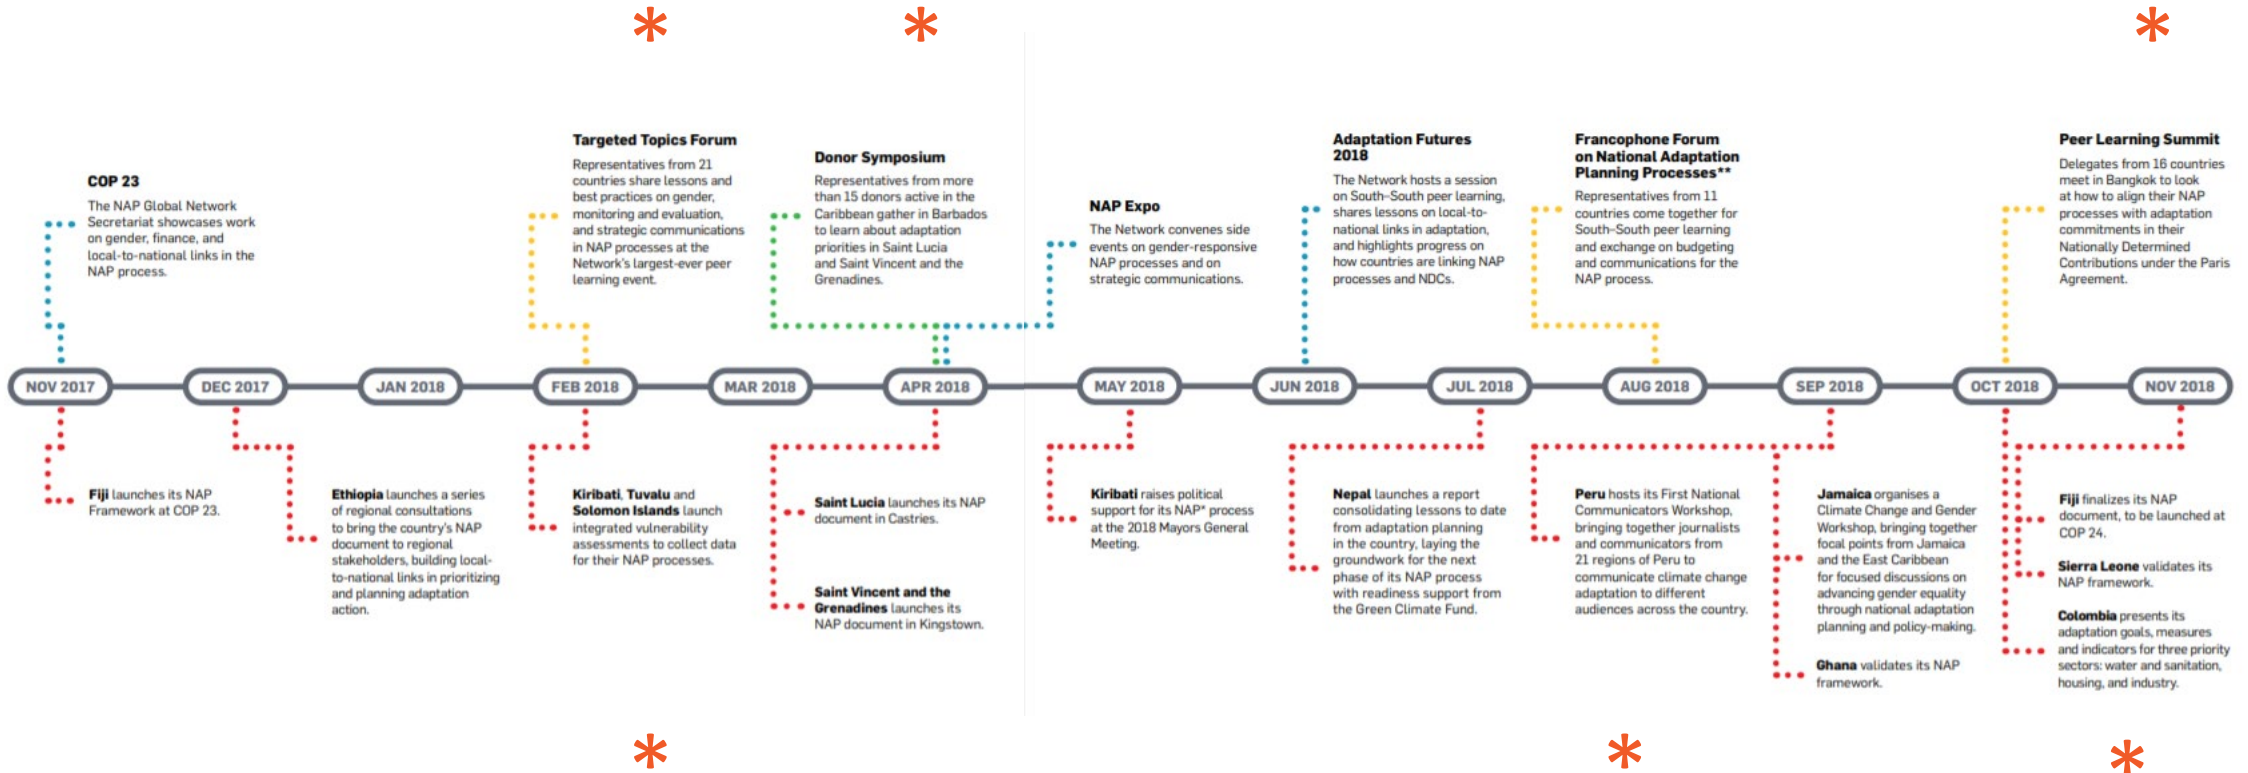 *
*
*
COP 23
The NAP Global Network
Secretariat showcases work
on gender, finance, and
local-to-national links in the
NAP process.
Targeted Topics Forum
Representatives from 21
countries share lessons and
best practices on gender,
monitoring and evaluation,
and strategic communications
in NAP processes at the
Network's largest-ever peer
learning event.
Donor Symposium
Representatives from more
than 15 donors active in the
Caribbean gather in Barbados
to learn about adaptation
priorities in Saint Lucia
and Saint Vincent and the
Grenadines.
NAP Expo
The Network convenes side
events on gender-responsive
NAP processes and on
strategic communications.
Adaptation Futures
2018
The Network hosts a session
on South–South peer learning,
shares lessons on local-to-
national links in adaptation,
and highlights progress on
how countries are linking NAP
processes and NDCs.
Francophone Forum
on National Adaptation
Planning Processes**
Representatives from 11
countries come together for
South–South peer learning
and exchange on budgeting
and communications for the
NAP process.
Peer Learning Summit
Delegates from 16 countries
meet in Bangkok to look
at how to align their NAP
processes with adaptation
commitments in their
Nationally Determined
Contributions under the Paris
Agreement.
NOV 2017
DEC 2017
JAN 2018
FEB 2018
MAR 2018
APR 2018
MAY 2018
JUN 2018
JUL 2018
AUG 2018
SEP 2018
OCT 2018
NOV 2018
Fiji launches its NAP
Framework at COP 23.
Ethiopia launches a series
of regional consultations
to bring the country's NAP
document to regional
stakeholders, building local-
to-national links in prioritizing
and planning adaptation
action.
Kiribati, Tuvalu and
Solomon Islands launch
integrated vulnerability
assessments to collect data
for their NAP processes.
Saint Lucia launches its NAP
document in Castries.
Saint Vincent and the
Grenadines launches its
NAP document in Kingstown.
Kiribati raises political
support for its NAP* process
at the 2018 Mayors General
Meeting.
Nepal launches a report
consolidating lessons to date
from adaptation planning
in the country, laying the
groundwork for the next
phase of its NAP process
with readiness support from
the Green Climate Fund.
Peru hosts its First National
Communicators Workshop,
bringing together journalists
and communicators from
21 regions of Peru to
communicate climate change
adaptation to different
audiences across the country.
Jamaica organises a
Climate Change and Gender
Workshop, bringing together
focal points from Jamaica
and the East Caribbean
for focused discussions on
advancing gender equality
through national adaptation
planning and policy-making.
Ghana validates its NAP
framework.
Fiji finalizes its NAP
document, to be launched at
COP 24.
Sierra Leone validates its
NAP framework.
Colombia presents its
adaptation goals, measures
and indicators for three priority
sectors: water and sanitation,
housing, and industry.
*
*
*